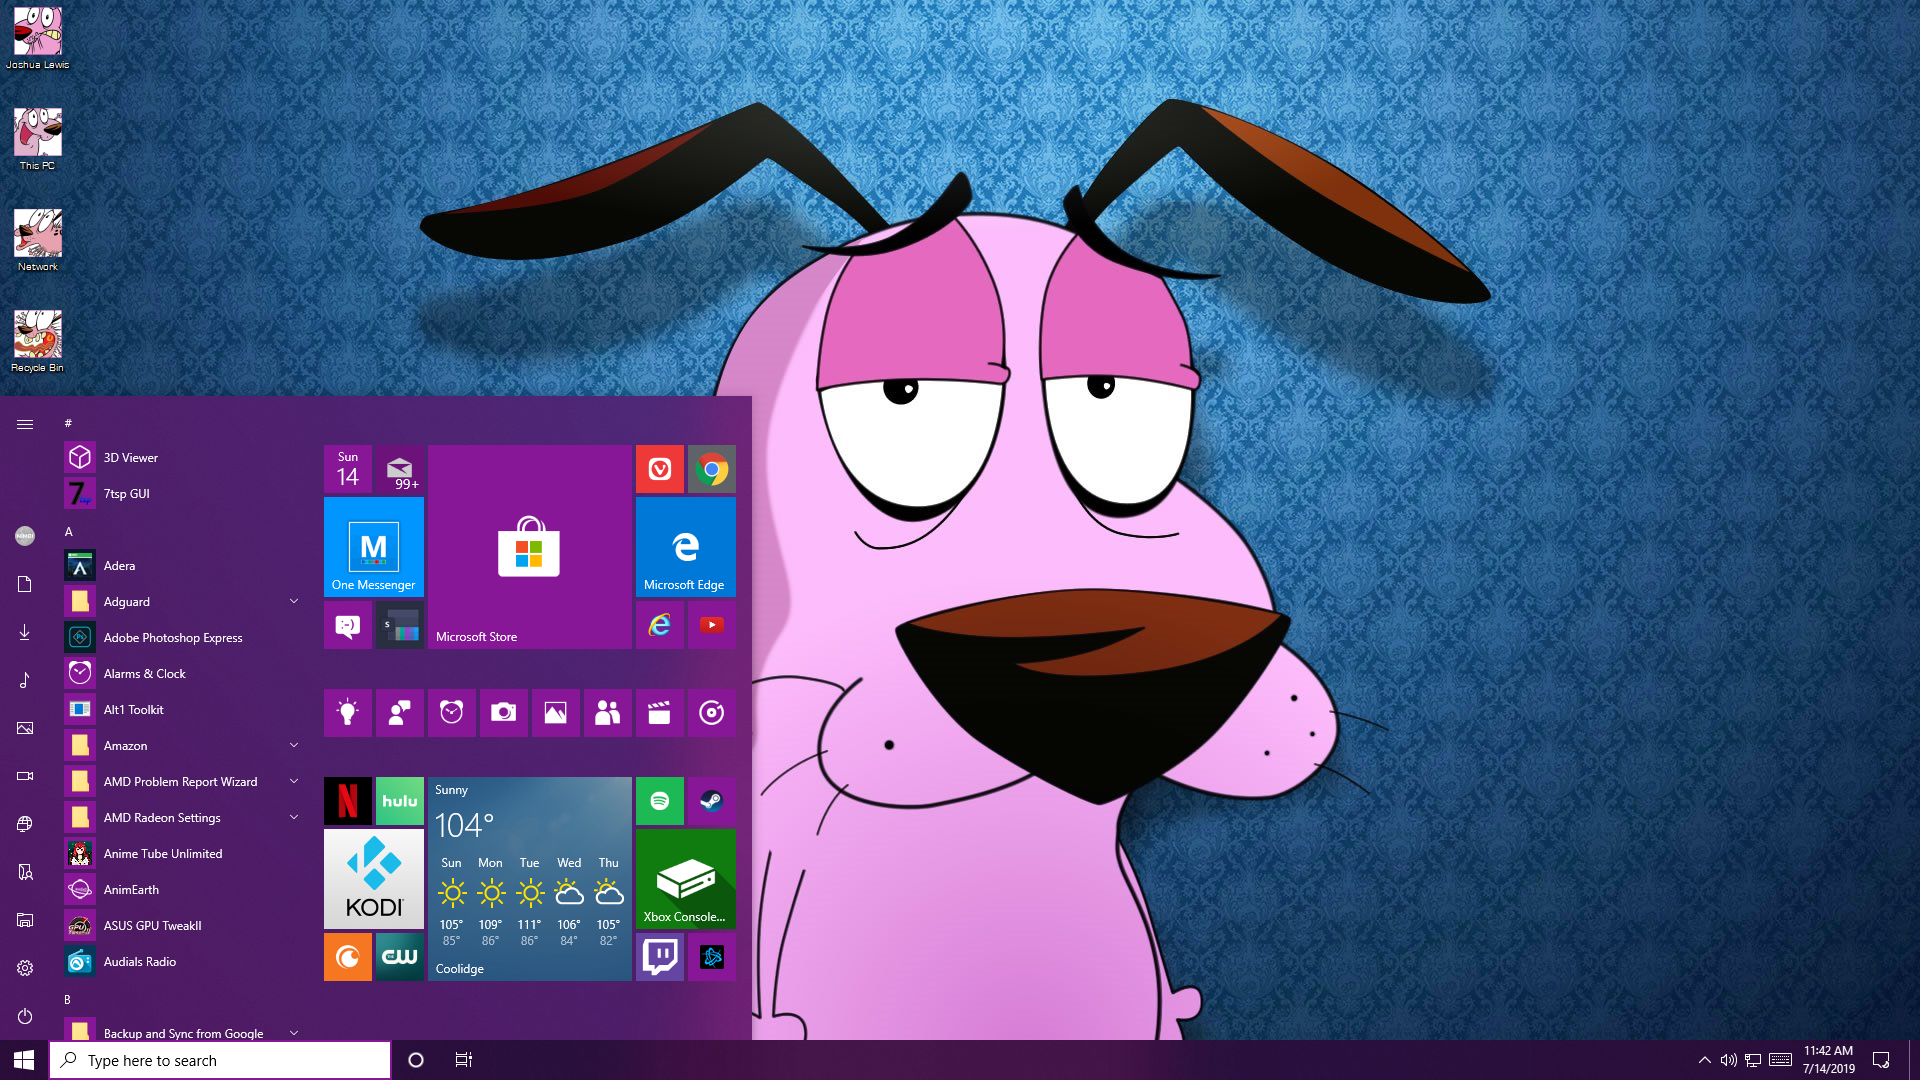 Joshua Lewis
This PC
Network
Recycle Bin
#
3D Viewer
7tsp GUI
A
Adera
Adguard
Adobe Photoshop Express
Alarms & Clock
Alt1 Toolkit
Amazon
AMD Problem Report Wizard
AMD Radeon Settings
Anime Tube Unlimited
AnimEarth
ASUS GPU TweakII
Audials Radio
B
Backup and Sync from Google
Sun
14
99+
M
One Messenger
Microsoft Store
Microsoft Edge
:-)
S
N
hulu
KODI
Sunny
104°
Sun Mon Tue Wed Thu
105° 109° 111° 106° 105°
85° 86° 86° 84° 82°
Coolidge
Xbox Console...
CW
Type here to search
11:42 AM
7/14/2019